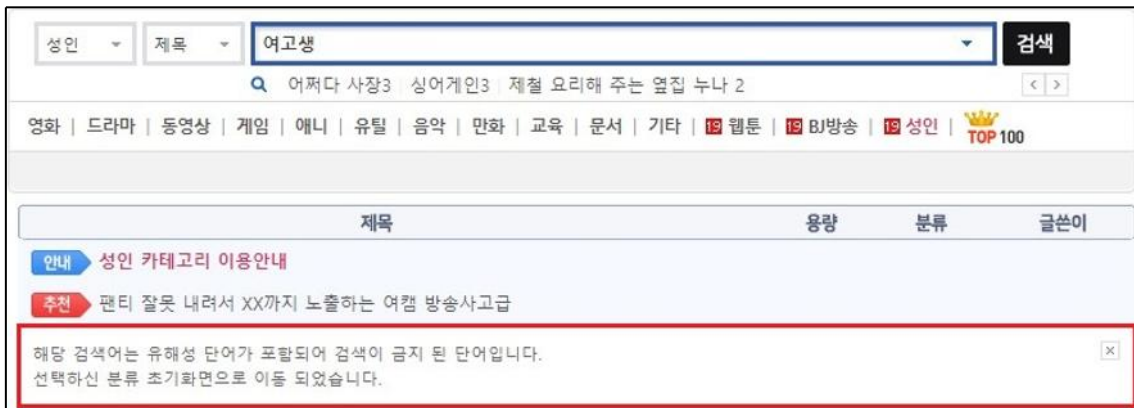 성인 제목 여고생 검색
어쩌다 사장3 | 싱어게인3 | 제철 요리해 주는 옆집 누나 2
영화 | 드라마 | 동영상 | 게임 | 애니 | 유틸 | 음악 | 만화 | 교육 | 문서 | 기타 | 19 웹툰 | 19 BJ방송 | 19 성인 | TOP 100
제목 용량 분류 글쓴이
안내 성인 카테고리 이용안내
추천 팬티 잘못 내려서 XX까지 노출하는 여캠 방송사고급
해당 검색어는 유해성 단어가 포함되어 검색이 금지 된 단어입니다.
선택하신 분류 초기화면으로 이동 되었습니다.